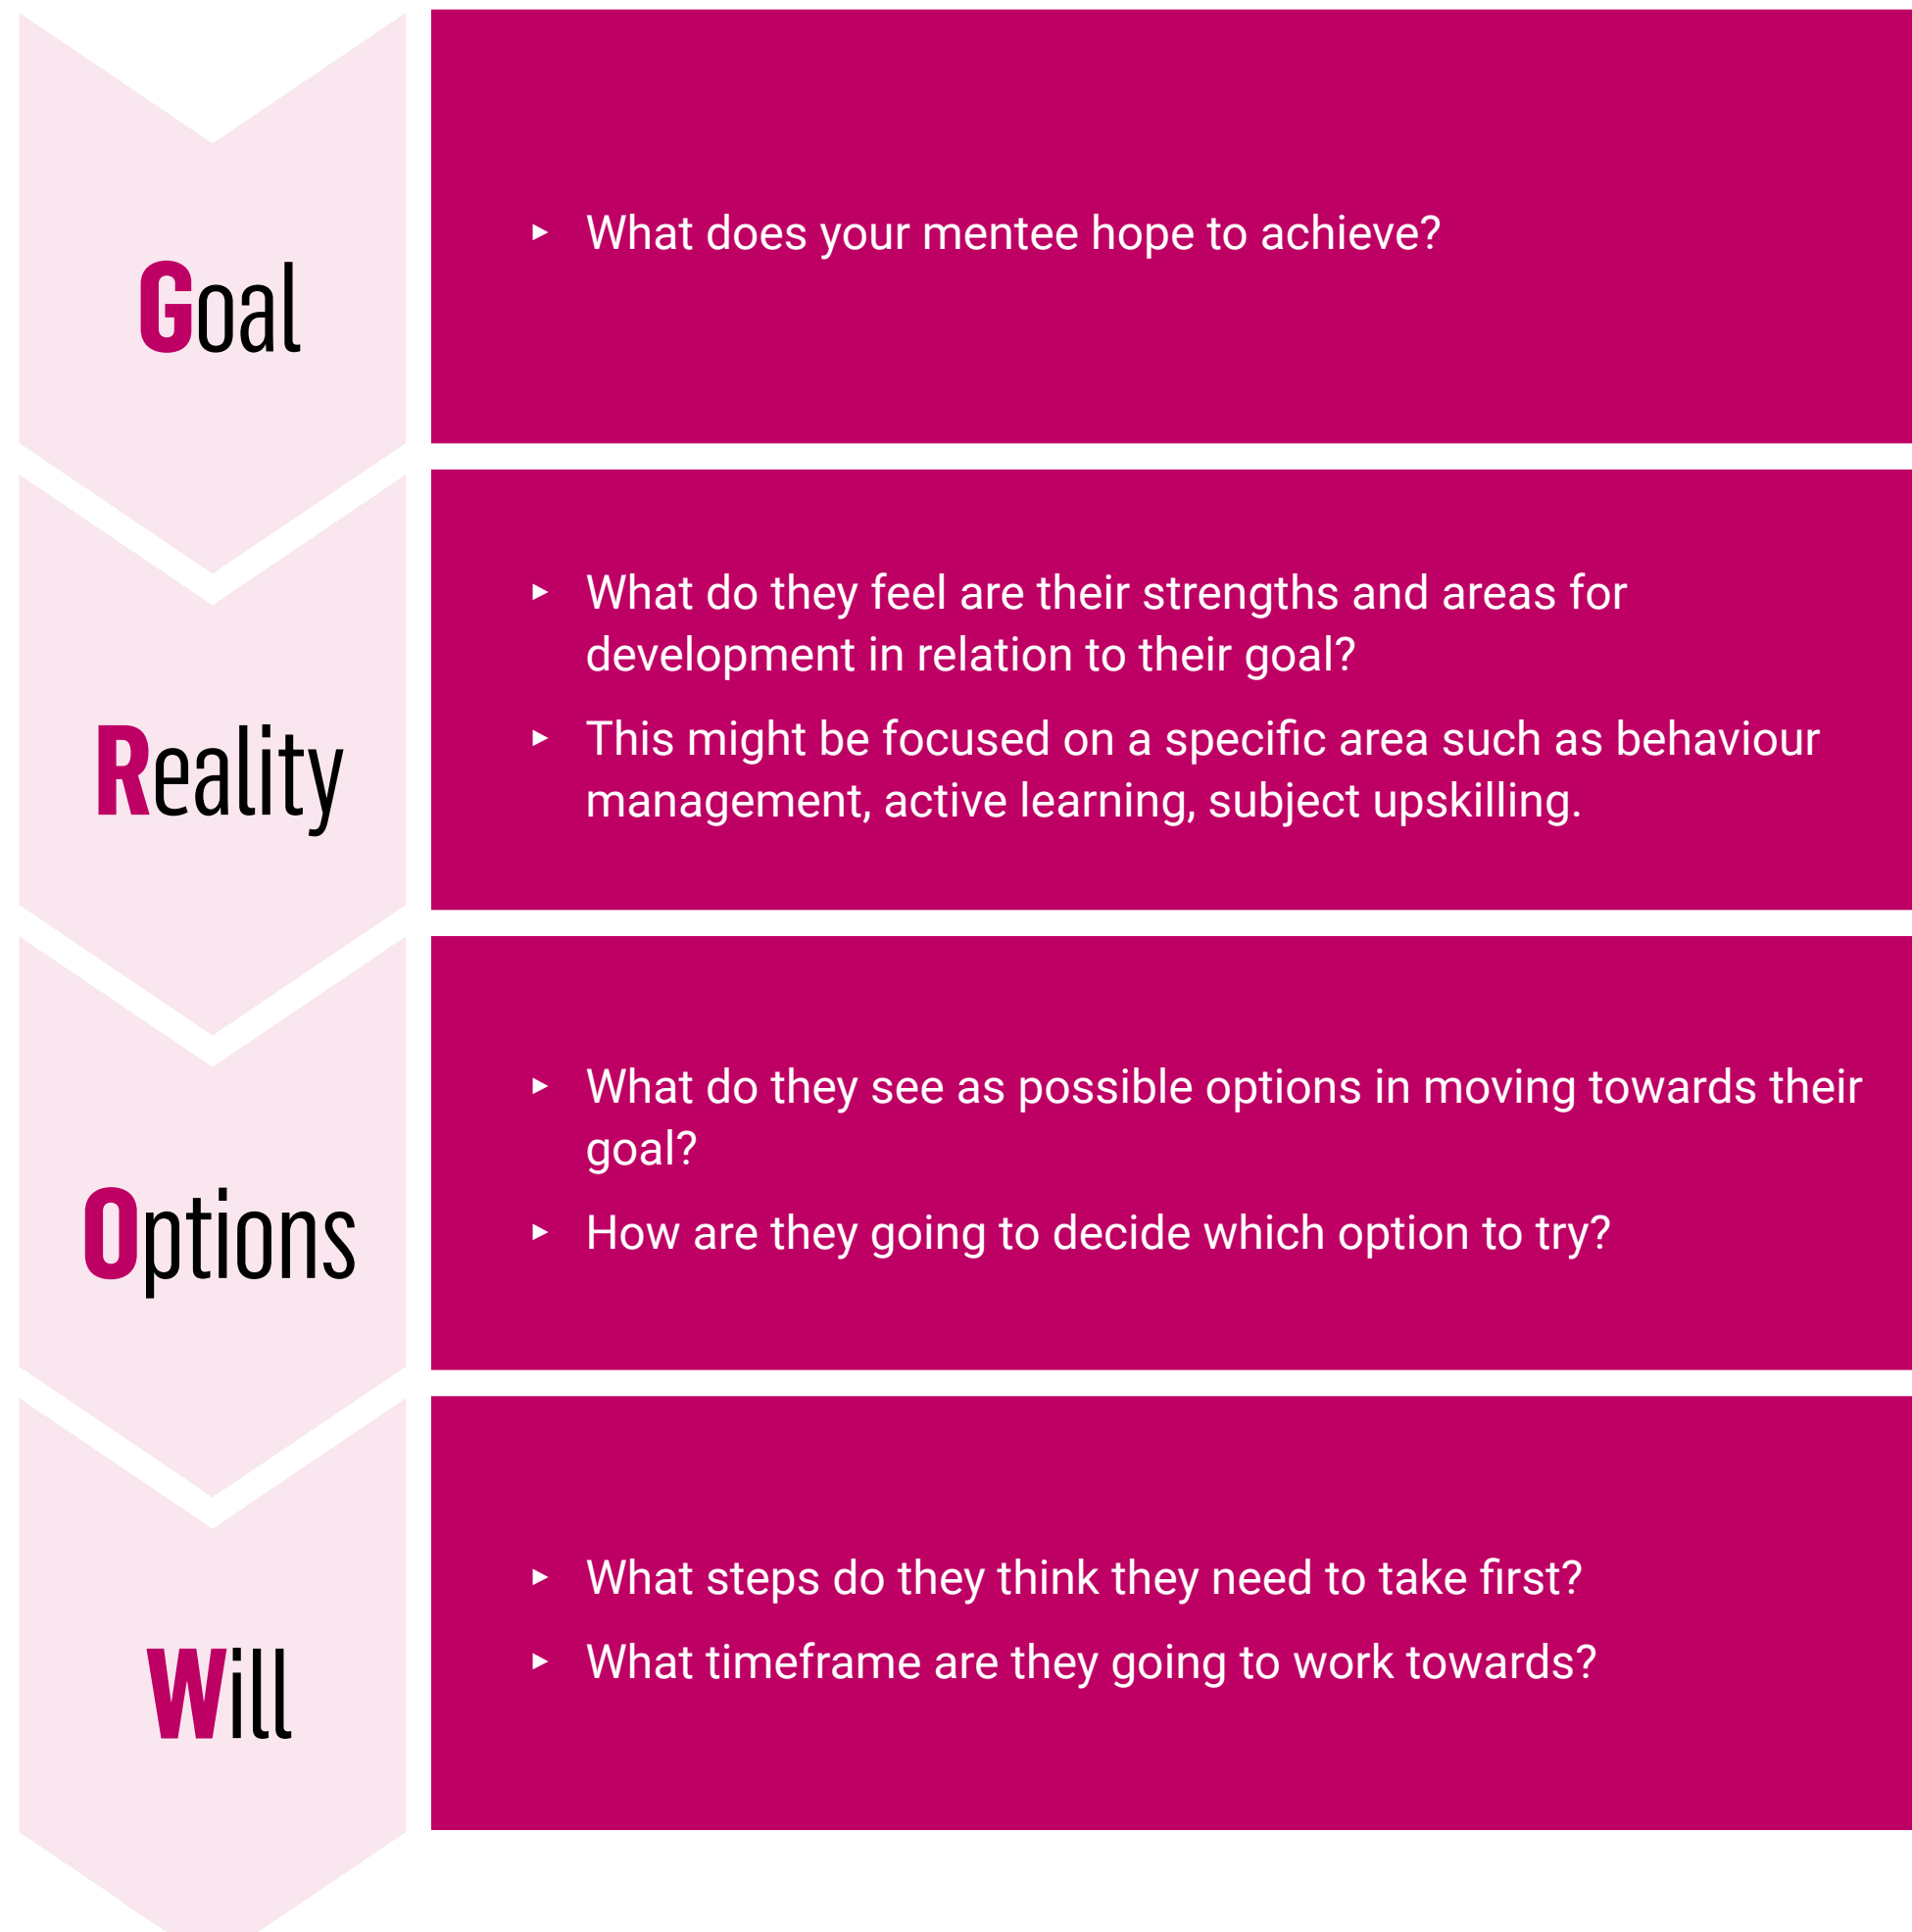 Goal
► What does your mentee hope to achieve?
Reality
► What do they feel are their strengths and areas for
development in relation to their goal?
► This might be focused on a specific area such as behaviour
management, active learning, subject upskilling.
Options
► What do they see as possible options in moving towards their
goal?
► How are they going to decide which option to try?
Will
► What steps do they think they need to take first?
► What timeframe are they going to work towards?